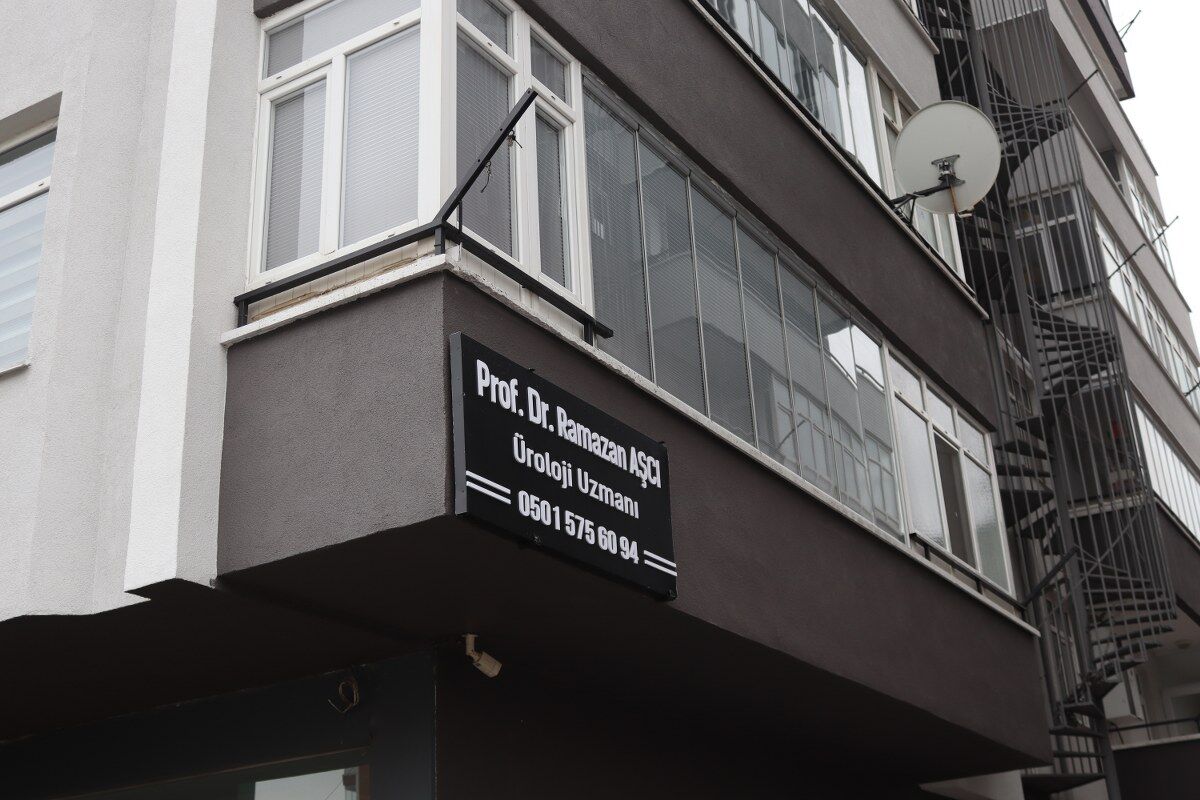 Prof. Dr. Ramazan AŞCI
Üroloji Uzmanı
0501 575 60 94